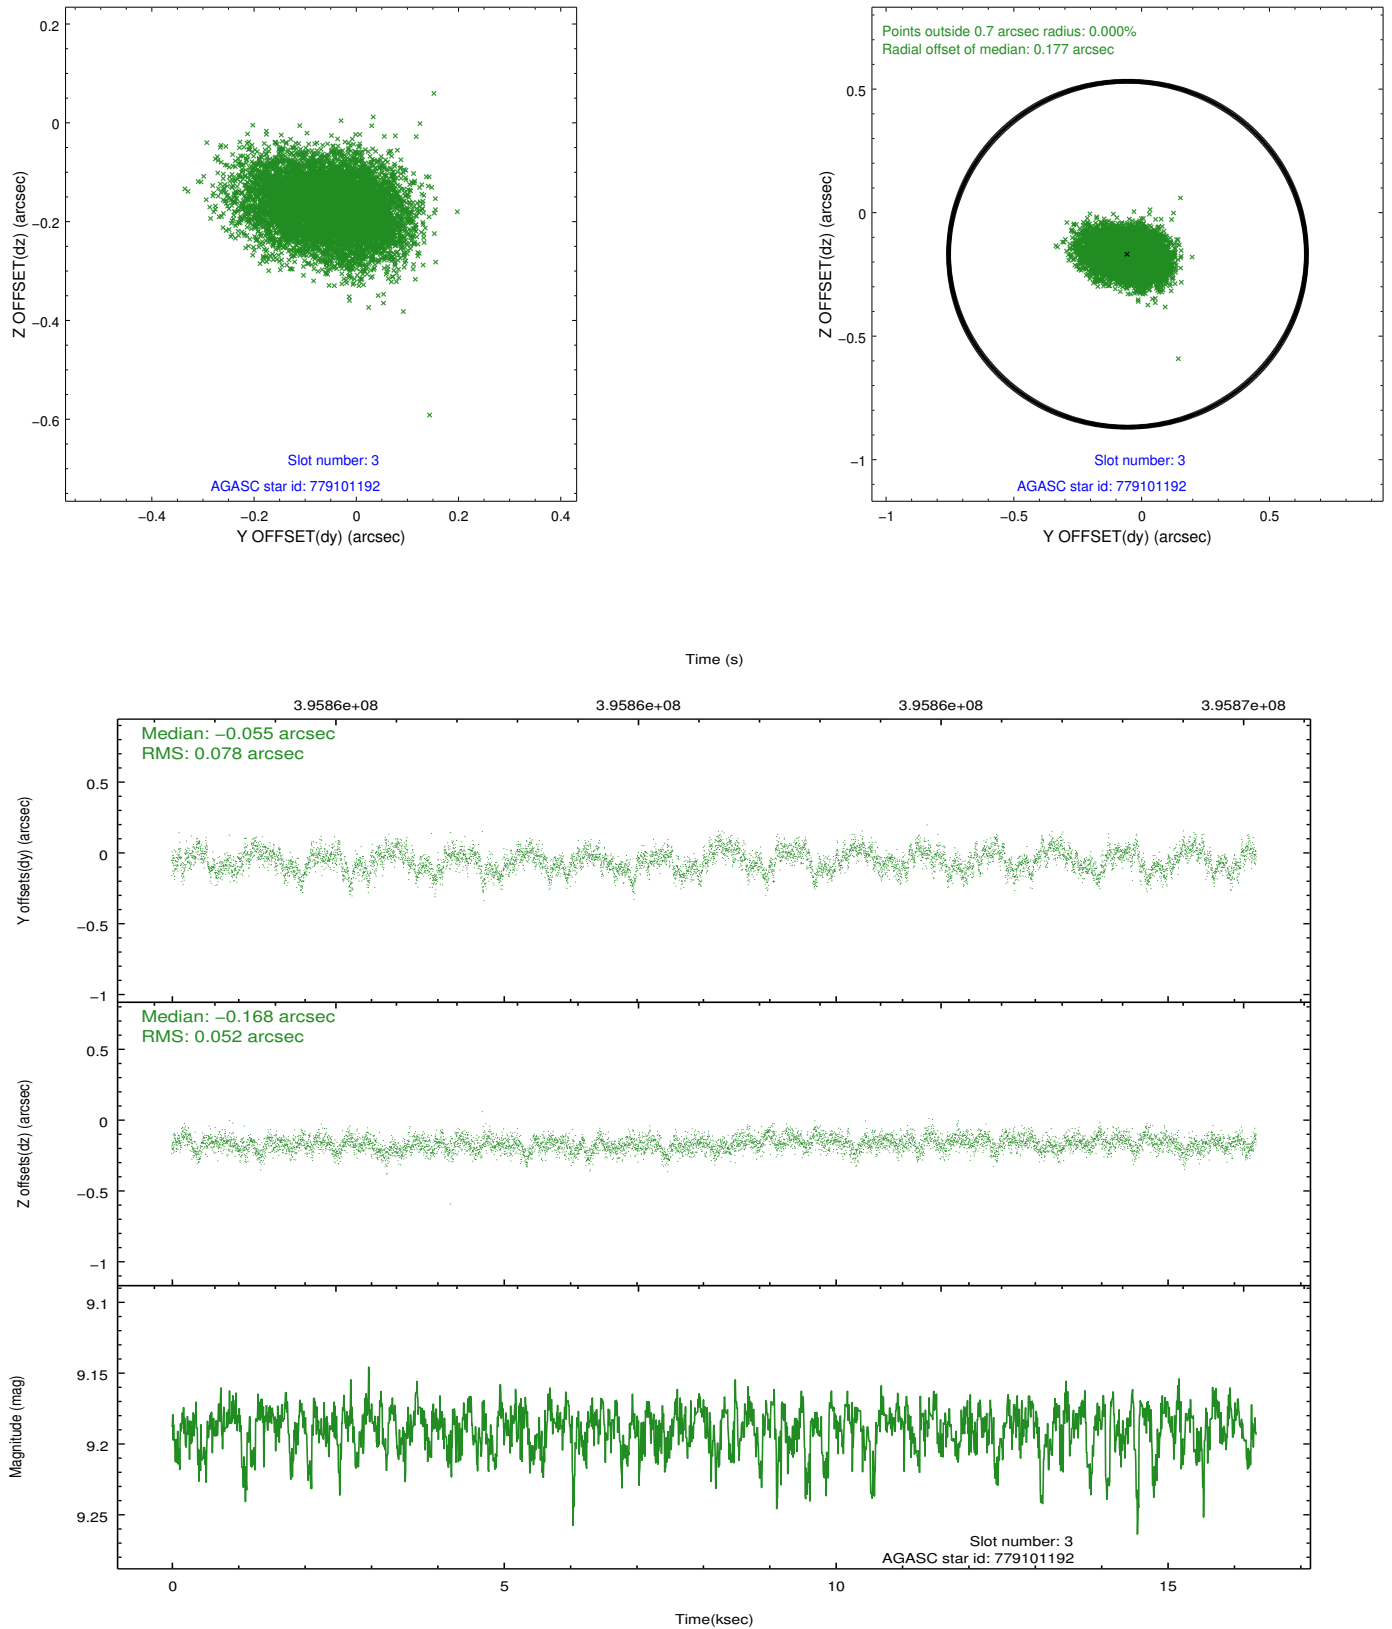 0.2
0
−0.2
−0.4
−0.6
Z OFFSET(dz) (arcsec)
Slot number: 3
AGASC star id: 779101192
−0.4
−0.2
0
0.2
0.4
Y OFFSET(dy) (arcsec)
Points outside 0.7 arcsec radius: 0.000%
Radial offset of median: 0.177 arcsec
0.5
0
−0.5
−1
Z OFFSET(dz) (arcsec)
Slot number: 3
AGASC star id: 779101192
−1
−0.5
0
0.5
Y OFFSET(dy) (arcsec)
Time (s)
3.9586e+08
3.9586e+08
3.9586e+08
3.9587e+08
Median: −0.055 arcsec
RMS: 0.078 arcsec
0.5
0
−0.5
−1
Y offsets(dy) (arcsec)
Median: −0.168 arcsec
RMS: 0.052 arcsec
0.5
0
−0.5
−1
Z offsets(dz) (arcsec)
9.1
9.15
9.2
9.25
Magnitude (mag)
Slot number: 3
AGASC star id: 779101192
0
5
10
15
Time(ksec)